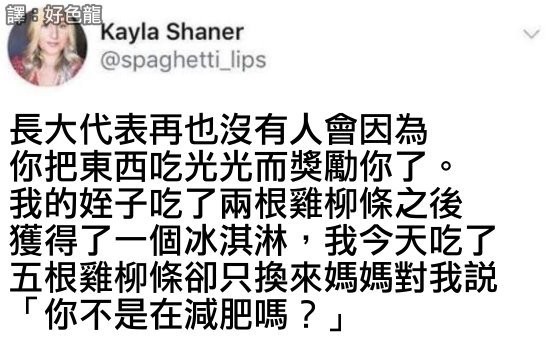 譯：好色龍
Kayla Shaner
@spaghetti_lips
長大代表再也沒有人會因為
你把東西吃光光而獎勵你了。
我的姪子吃了兩根雞柳條之後
獲得了一個冰淇淋，我今天吃了
五根雞柳條卻只換來媽媽對我説
「你不是在減肥嗎？」